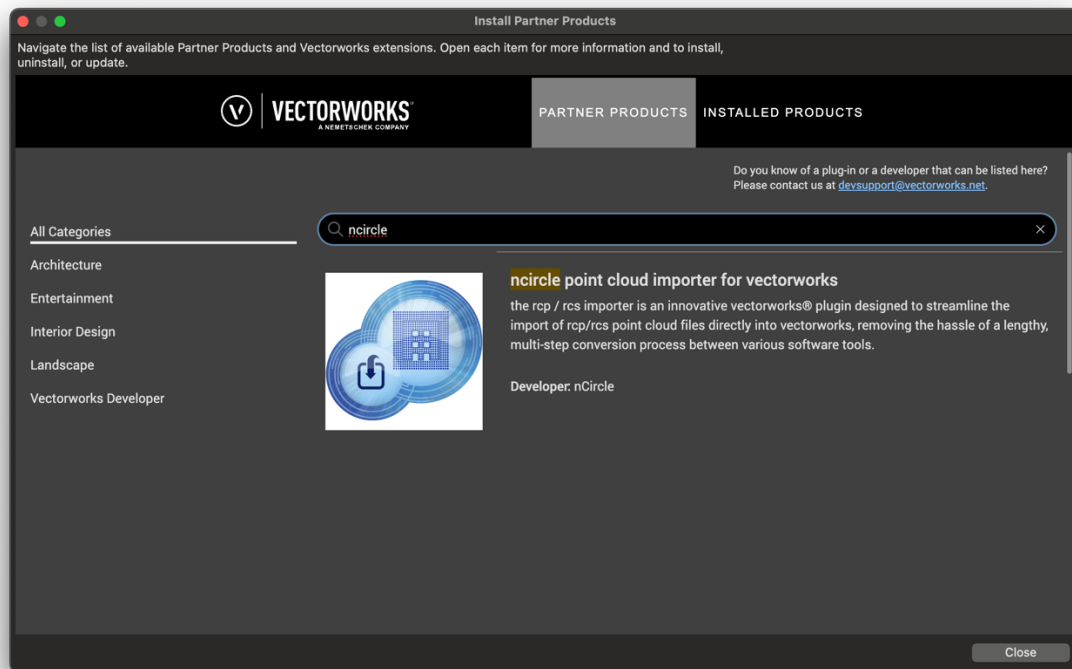 Install Partner Products
Navigate the list of available Partner Products and Vectorworks extensions. Open each item for more information and to install,
uninstall, or update.
V VECTORWORKS®
A NEMETSCHEK COMPANY
PARTNER PRODUCTS
INSTALLED PRODUCTS
Do you know of a plug-in or a developer that can be listed here?
Please contact us at devsupport@vectorworks.net.
All Categories
Architecture
Entertainment
Interior Design
Landscape
Vectorworks Developer
ncircle
ncircle point cloud importer for vectorworks
the rcp / rcs importer is an innovative vectorworks® plugin designed to streamline the
import of rcp/rcs point cloud files directly into vectorworks, removing the hassle of a lengthy,
multi-step conversion process between various software tools.
Developer: nCircle
Close